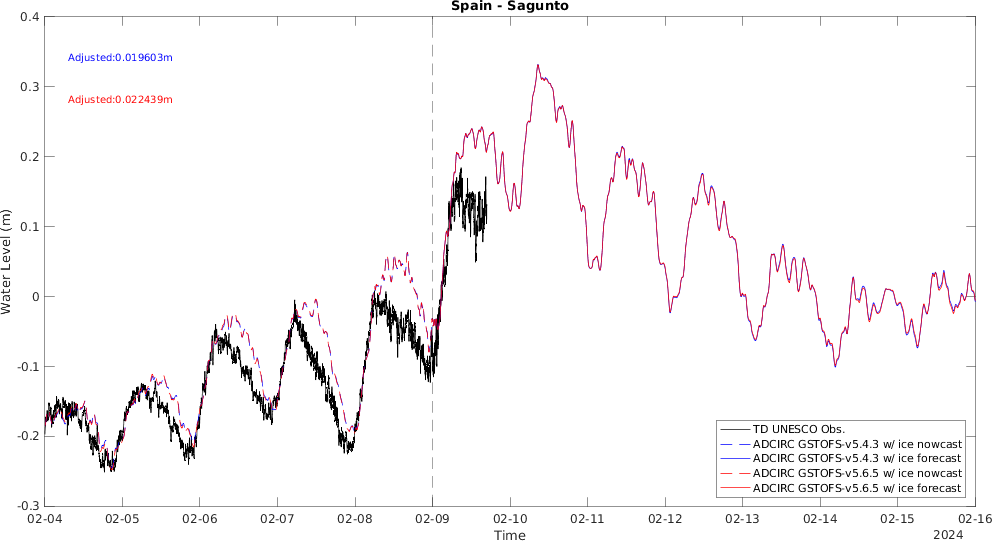 Spain - Sagunto
0.4
0.3
0.2
0.1
0
-0.1
-0.2
-0.3
Water Level (m)
Adjusted:0.019603m
Adjusted:0.022439m
TD UNESCO Obs.
ADCIRC GSTOFS-v5.4.3 w/ ice nowcast
ADCIRC GSTOFS-v5.4.3 w/ ice forecast
ADCIRC GSTOFS-v5.6.5 w/ ice nowcast
ADCIRC GSTOFS-v5.6.5 w/ ice forecast
02-04 02-05 02-06 02-07 02-08 02-09 02-10 02-11 02-12 02-13 02-14 02-15 02-16
Time
2024